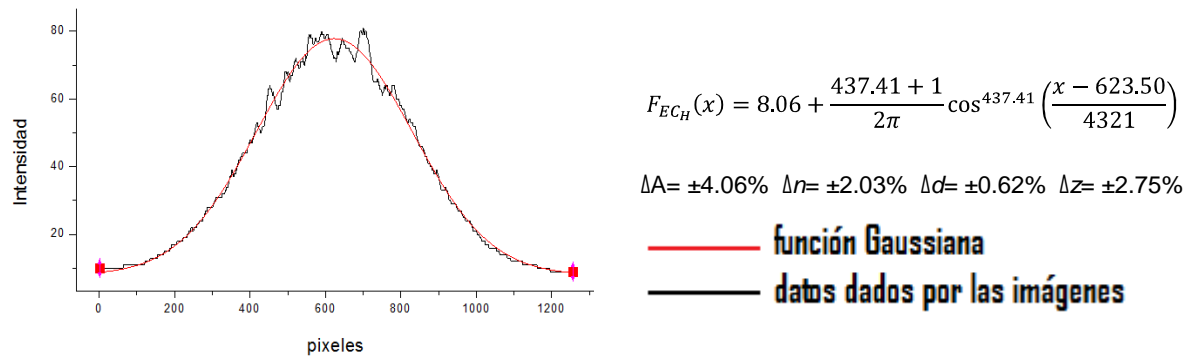 80
60
40
20
Intensidad
0 200 400 600 800 1000 1200
pixeles
F_{EC_H}(x) = 8.06 + \frac{437.41 + 1}{2π} cos^{437.41} (\frac{x − 623.50}{4321})
ΔA= ±4.06% Δn= ±2.03% Δd= ±0.62% Δz= ±2.75%
función Gaussiana
datos dados por las imágenes